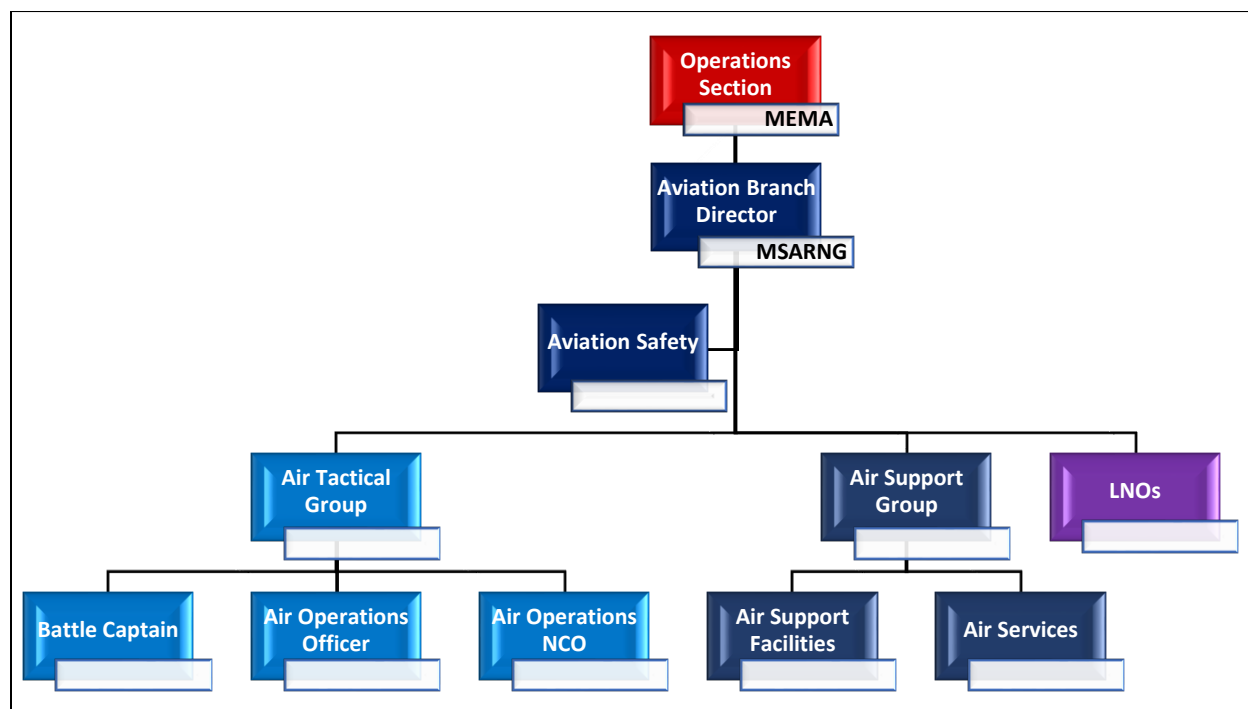 Operations
Section
MEMA
Aviation Branch
Director
MSARNG
Aviation Safety
Air Tactical
Group
Air Support
Group
LNOs
Battle Captain
Air Operations
Officer
Air Operations
NCO
Air Support
Facilities
Air Services